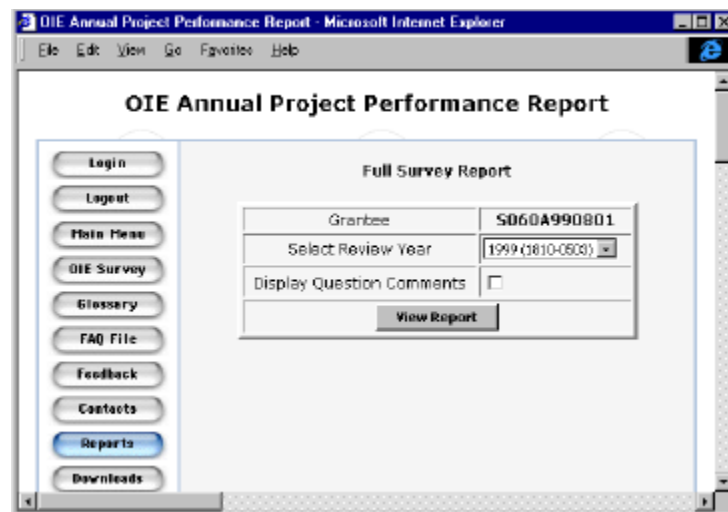 OIE Annual Project Performance Report - Microsoft Internet Explorer
File Edit View Go Favorites Help
OIE Annual Project Performance Report
Login
Logout
Main Menu
OIE Survey
Glossary
FAQ File
Feedback
Contacts
Reports
Downloads
Full Survey Report
Grantee S060A990801
Select Review Year 1999 (1810-0503)
Display Question Comments
View Report